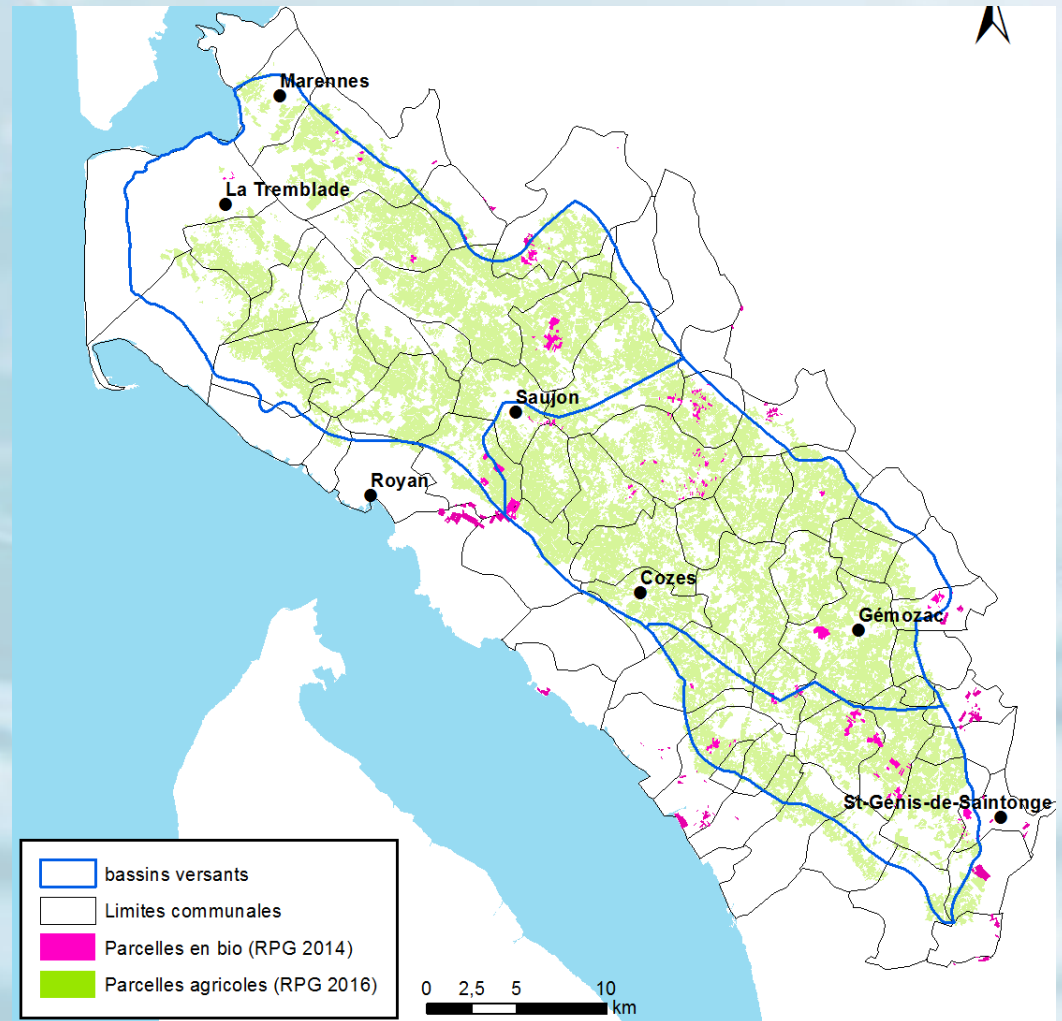 Marennes
La Tremblade
Saujon
Royan
Cozes
Gémozac
St-Génis-de-Saintonge
bassins versants
Limites communales
Parcelles en bio (RPG 2014)
Parcelles agricoles (RPG 2016)
0 2,5 5 10
km